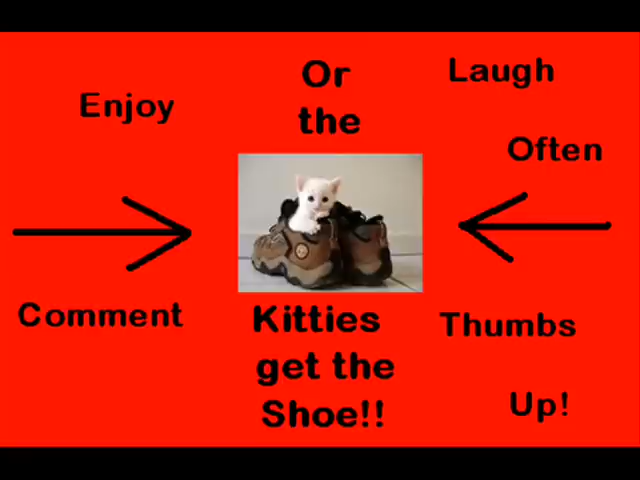 Enjoy
Comment
Or
the
Kitties
get the
Shoe!!
Laugh
Often
Thumbs
Up!